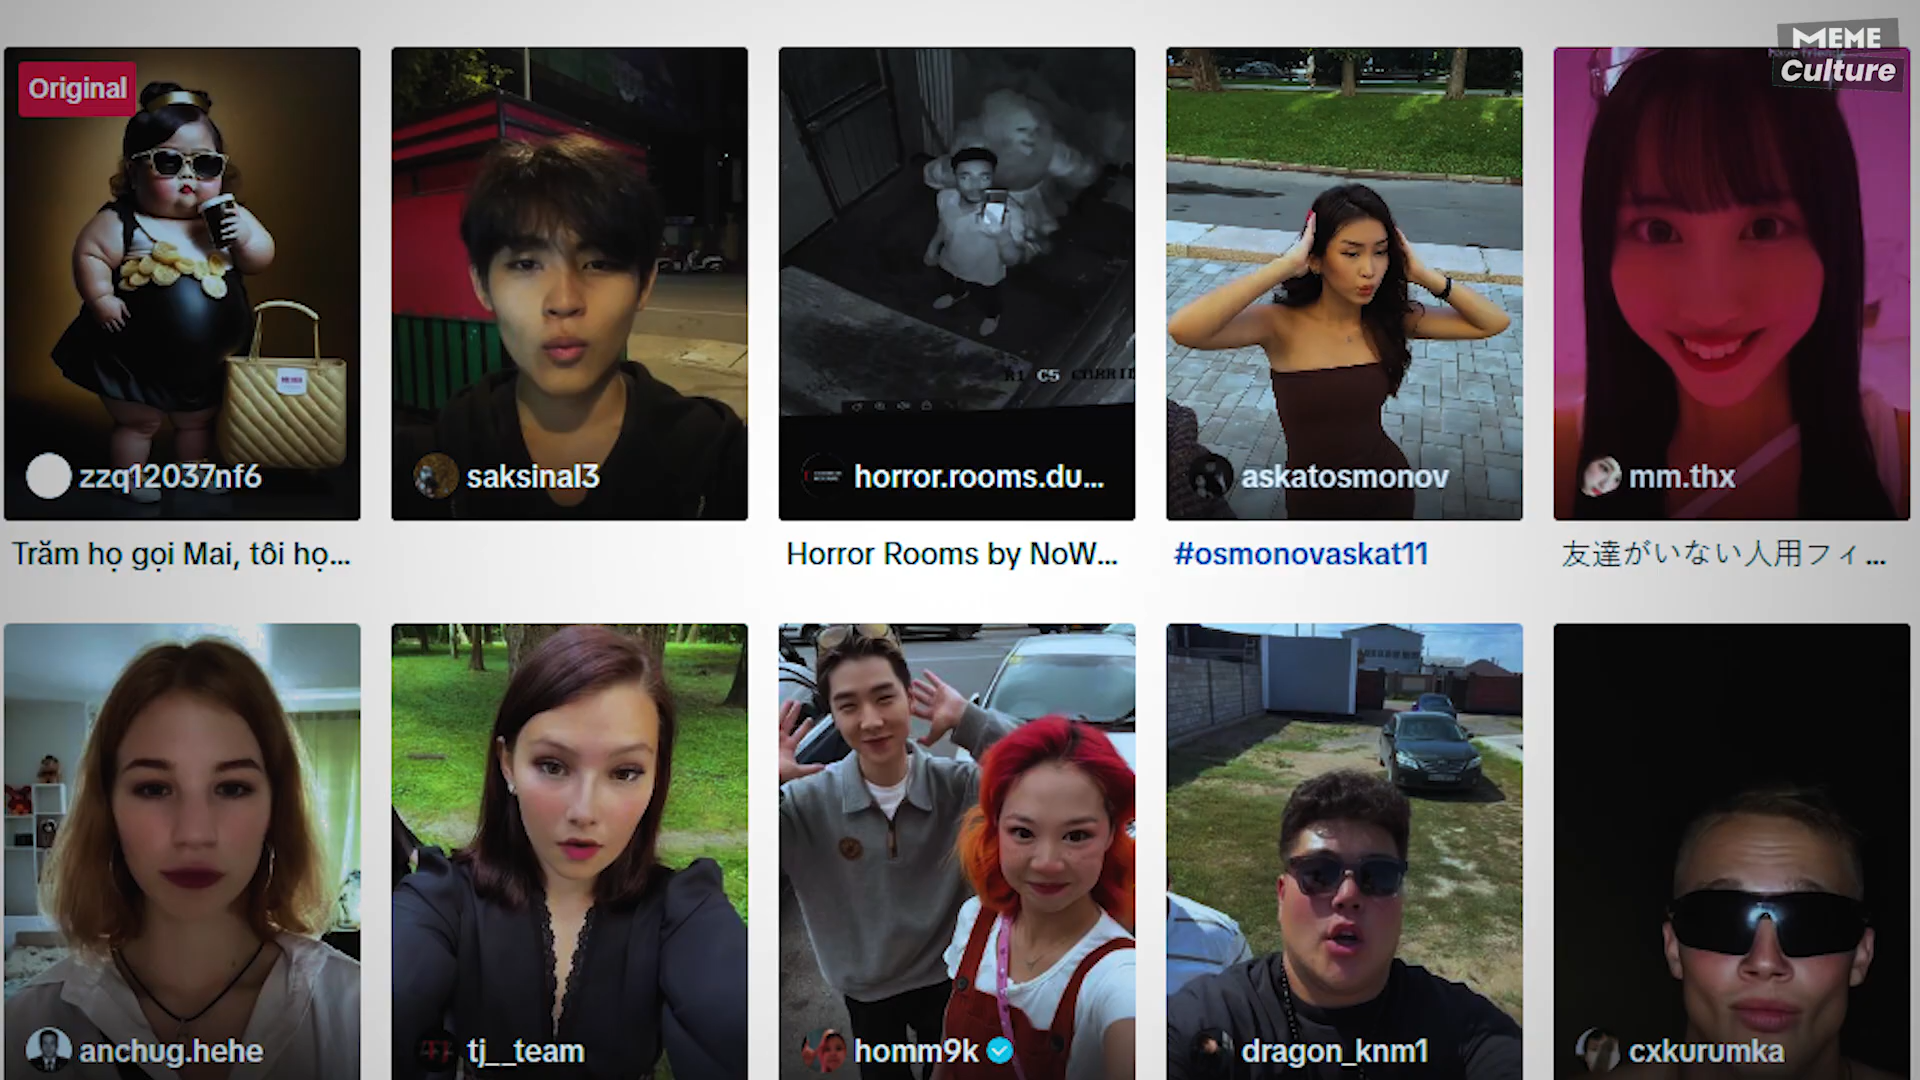 MEME
Culture
Original
zzq12037nf6
saksinal3
horror.rooms.du...
askatosmonov
mm.thx
C5
Trăm họ gọi Mai, tôi họ...
Horror Rooms by NoW...
#osmonovaskat11
友達がいない人用フィ...
anchug.hehe
tj__team
homm9k
dragon_knm1
cxkurumka